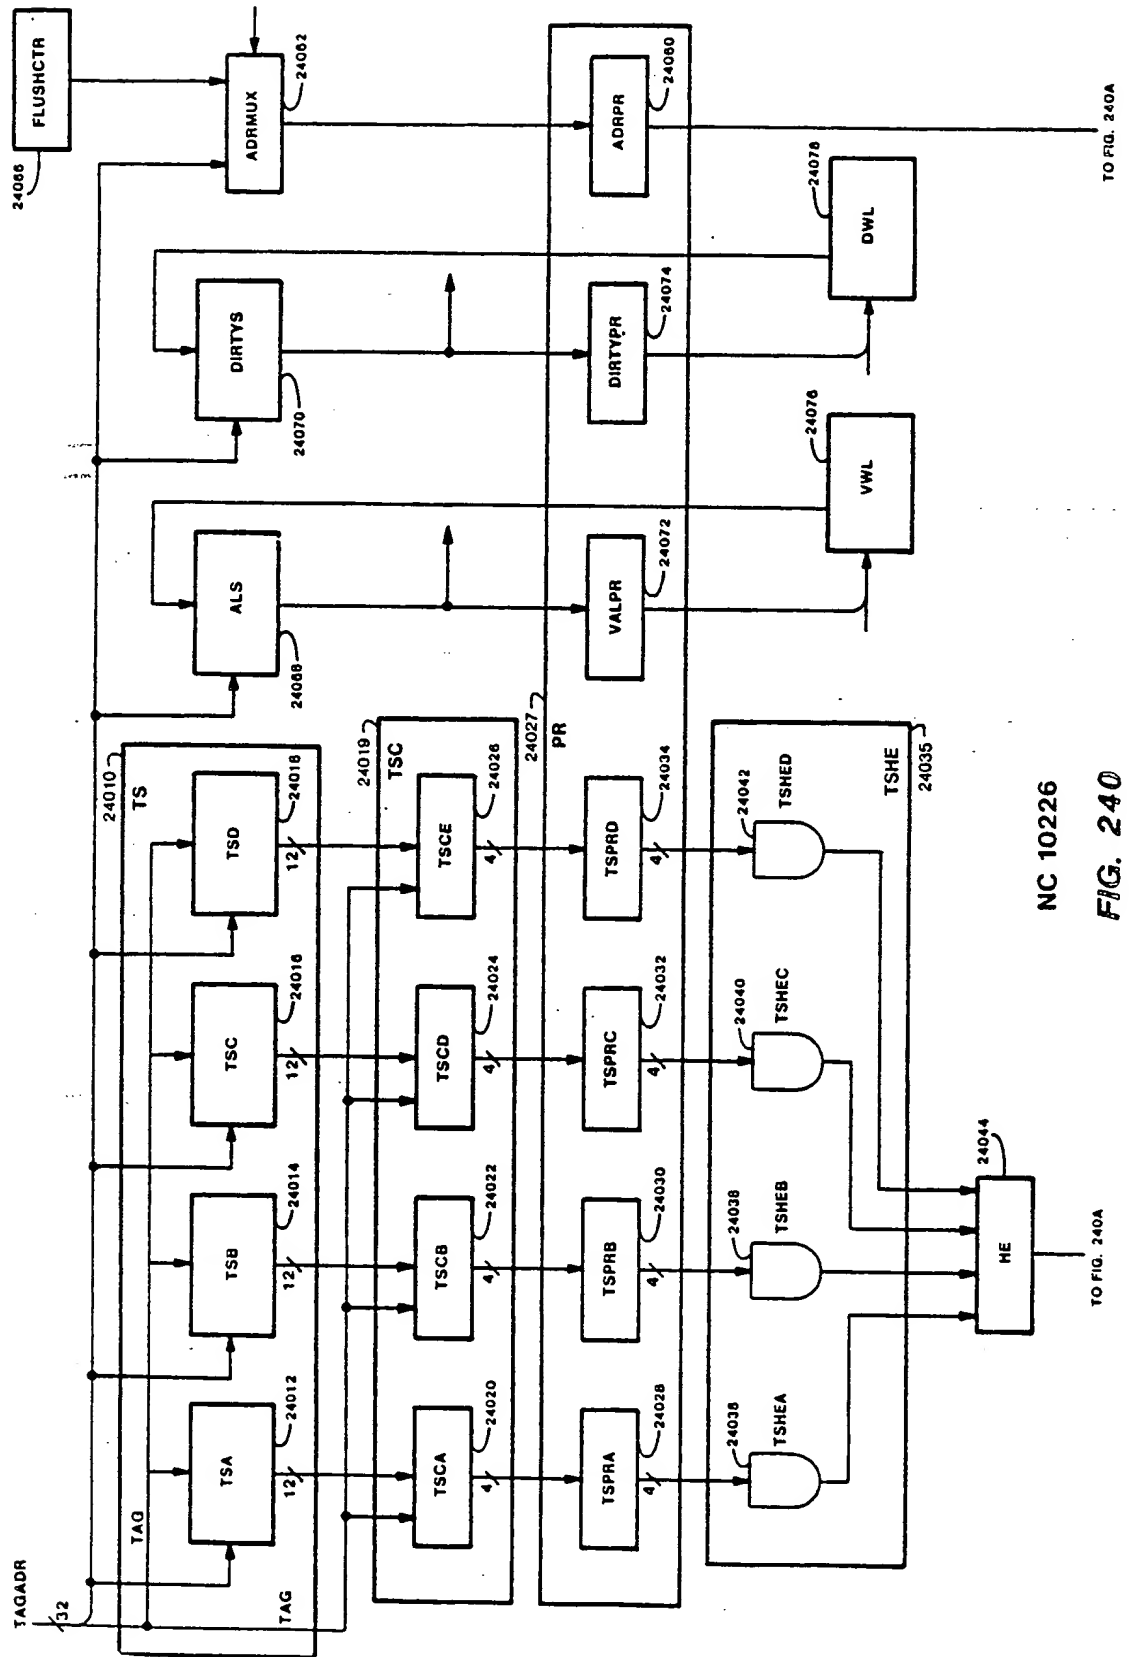 TAGADR
32
TAG
TAG
24010
TS
TSA
24012
12
TSB
24014
12
TSC
24016
12
TSD
24018
12
ALS
24068
DIRTYS
24070
ADRMUX
24062
FLUSHCTR
24066
24019
TSC
TSCA
24020
4
TSCB
24022
4
TSCD
24024
4
TSCE
24026
4
24027
PR
TSPRA
24028
4
TSPRB
24030
4
TSPRC
24032
4
TSPRD
24034
4
VALPR
24072
DIRTYPR
24074
ADRPR
24060
24038
TSHEA
24038
TSHEB
24040
TSHEC
24042
TSHED
TSHE
24035
VWL
24076
DWL
24078
HE
24044
TO FIG. 240A
TO FIG. 240A
NC 10226
FIG. 240